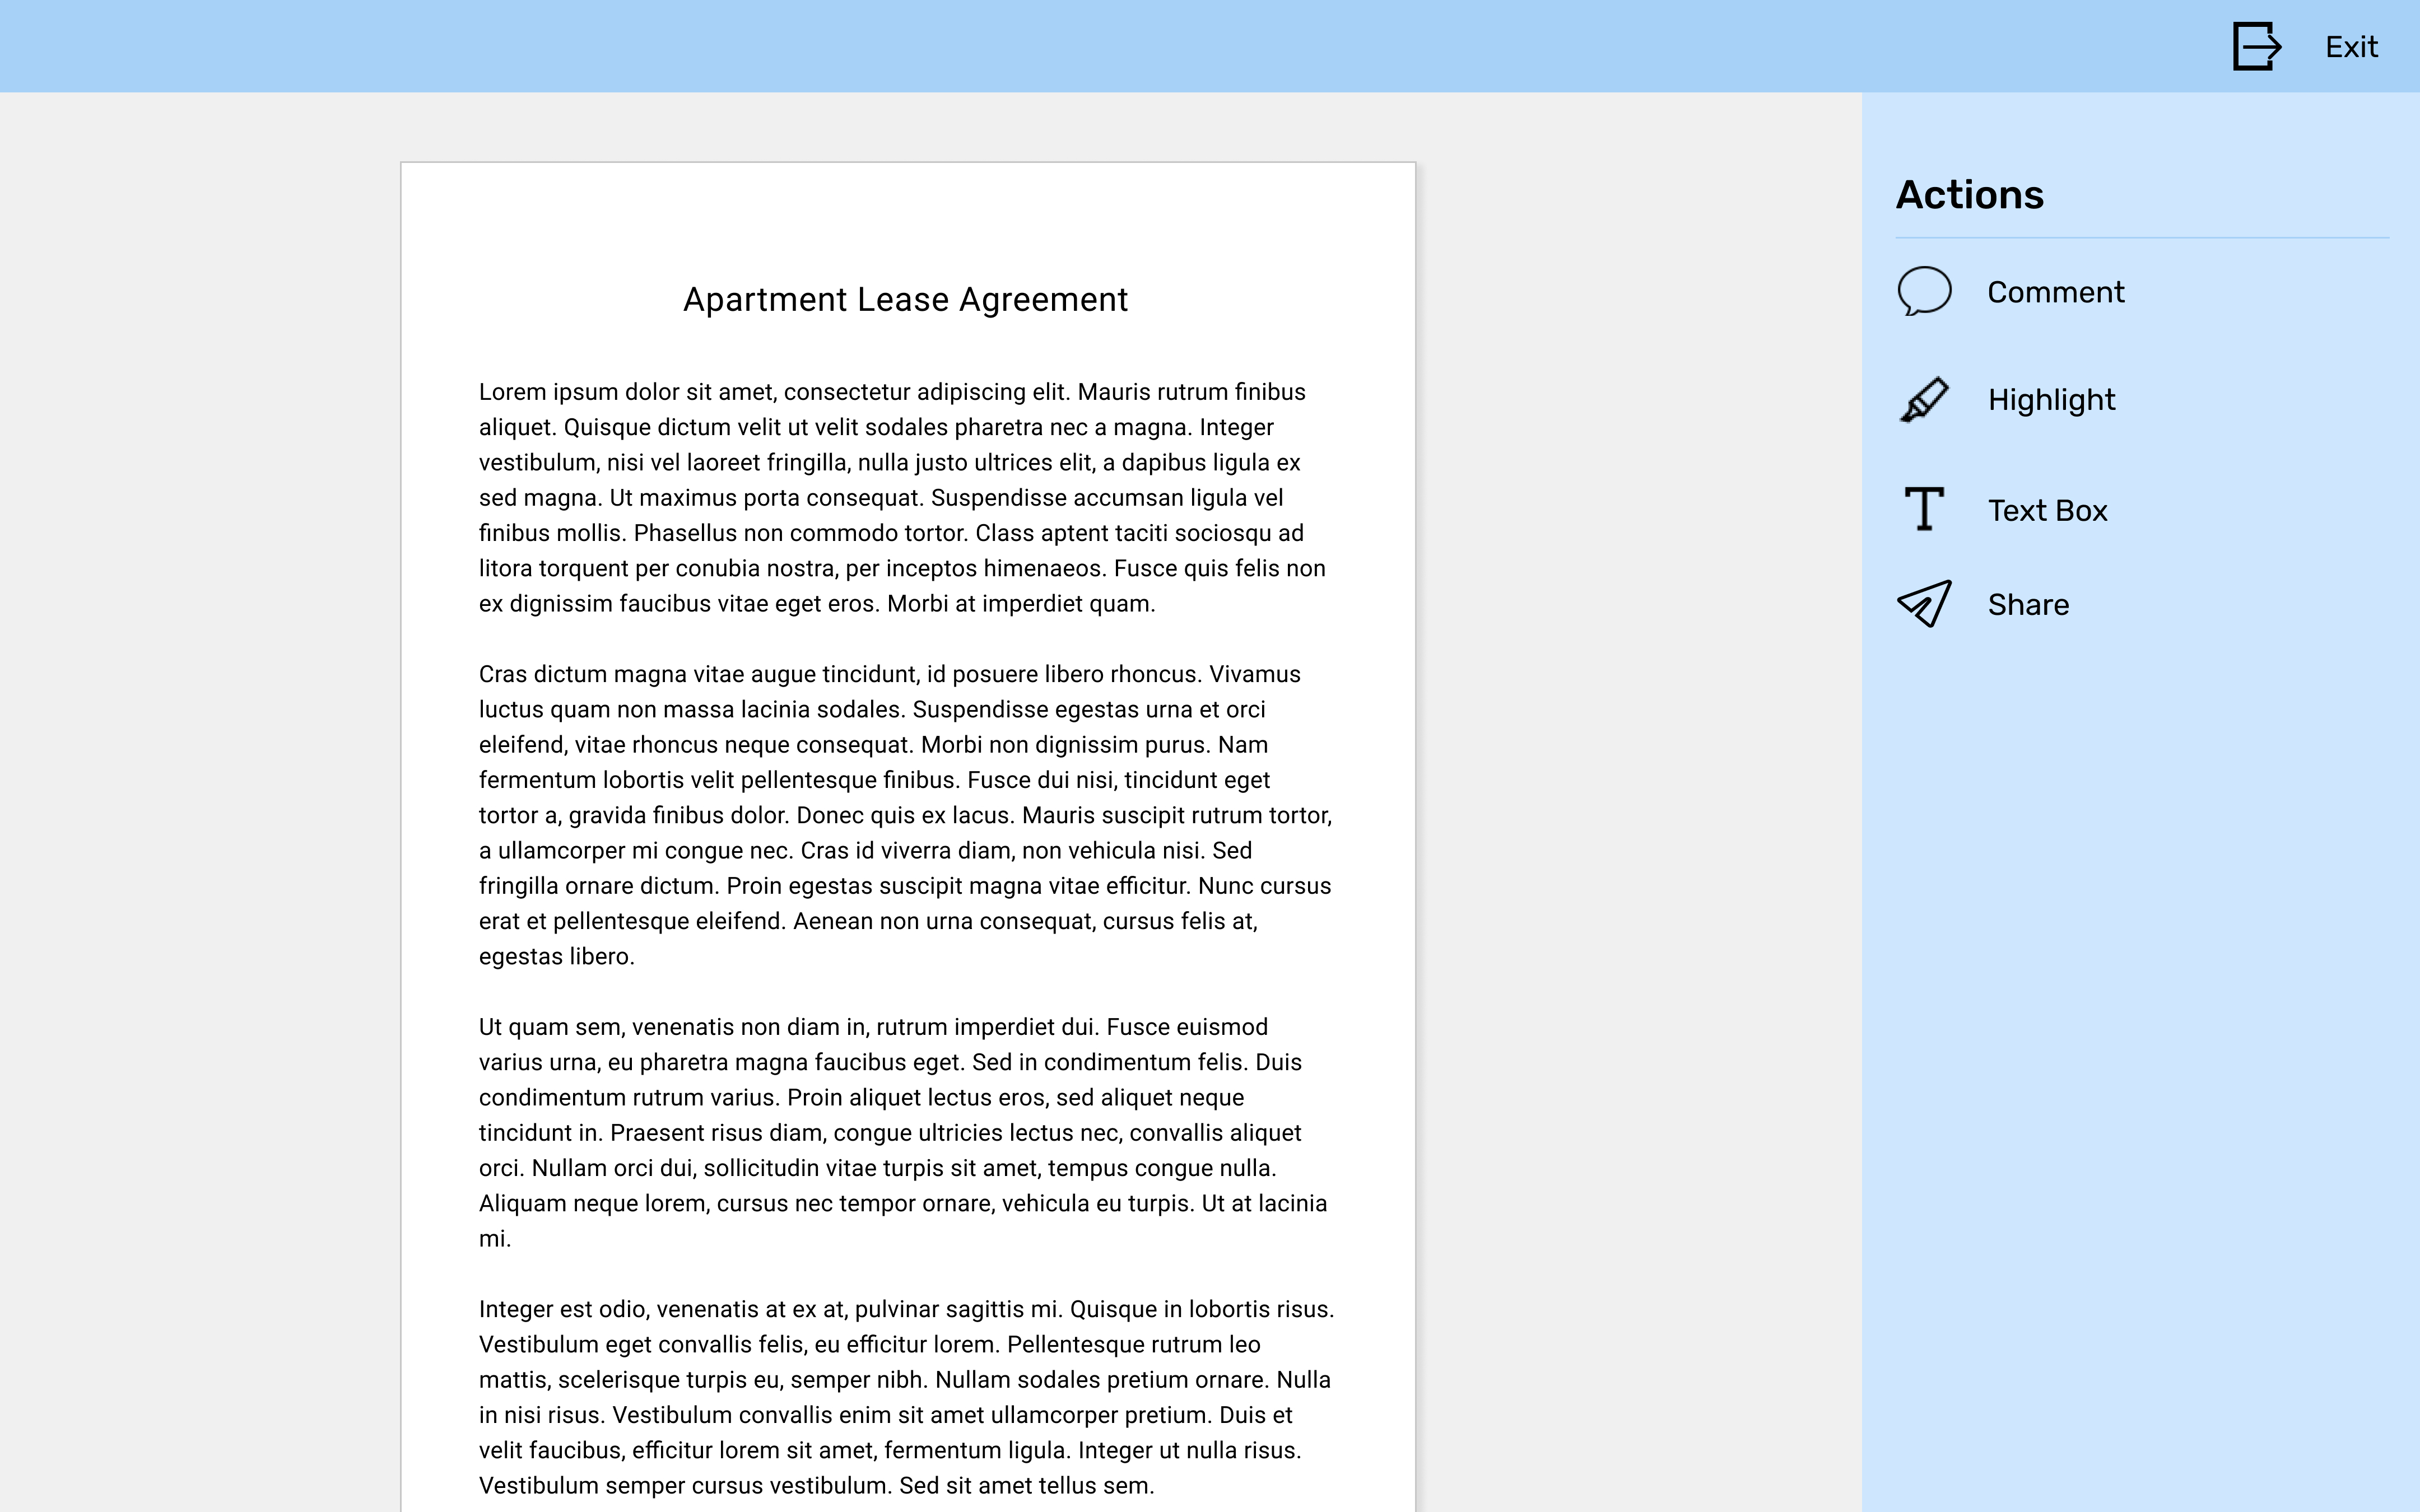 Exit
Apartment Lease Agreement
Lorem ipsum dolor sit amet, consectetur adipiscing elit. Mauris rutrum finibus
aliquet. Quisque dictum velit ut velit sodales pharetra nec a magna. Integer
vestibulum, nisi vel laoreet fringilla, nulla justo ultrices elit, a dapibus ligula ex
sed magna. Ut maximus porta consequat. Suspendisse accumsan ligula vel
finibus mollis. Phasellus non commodo tortor. Class aptent taciti sociosqu ad
litora torquent per conubia nostra, per inceptos himenaeos. Fusce quis felis non
ex dignissim faucibus vitae eget eros. Morbi at imperdiet quam.
Cras dictum magna vitae augue tincidunt, id posuere libero rhoncus. Vivamus
luctus quam non massa lacinia sodales. Suspendisse egestas urna et orci
eleifend, vitae rhoncus neque consequat. Morbi non dignissim purus. Nam
fermentum lobortis velit pellentesque finibus. Fusce dui nisi, tincidunt eget
tortor a, gravida finibus dolor. Donec quis ex lacus. Mauris suscipit rutrum tortor,
a ullamcorper mi congue nec. Cras id viverra diam, non vehicula nisi. Sed
fringilla ornare dictum. Proin egestas suscipit magna vitae efficitur. Nunc cursus
erat et pellentesque eleifend. Aenean non urna consequat, cursus felis at,
egestas libero.
Ut quam sem, venenatis non diam in, rutrum imperdiet dui. Fusce euismod
varius urna, eu pharetra magna faucibus eget. Sed in condimentum felis. Duis
condimentum rutrum varius. Proin aliquet lectus eros, sed aliquet neque
tincidunt in. Praesent risus diam, congue ultricies lectus nec, convallis aliquet
orci. Nullam orci dui, sollicitudin vitae turpis sit amet, tempus congue nulla.
Aliquam neque lorem, cursus nec tempor ornare, vehicula eu turpis. Ut at lacinia
mi.
Integer est odio, venenatis at ex at, pulvinar sagittis mi. Quisque in lobortis risus.
Vestibulum eget convallis felis, eu efficitur lorem. Pellentesque rutrum leo
mattis, scelerisque turpis eu, semper nibh. Nullam sodales pretium ornare. Nulla
in nisi risus. Vestibulum convallis enim sit amet ullamcorper pretium. Duis et
velit faucibus, efficitur lorem sit amet, fermentum ligula. Integer ut nulla risus.
Vestibulum semper cursus vestibulum. Sed sit amet tellus sem.
Actions
Comment
Highlight
Text Box
Share